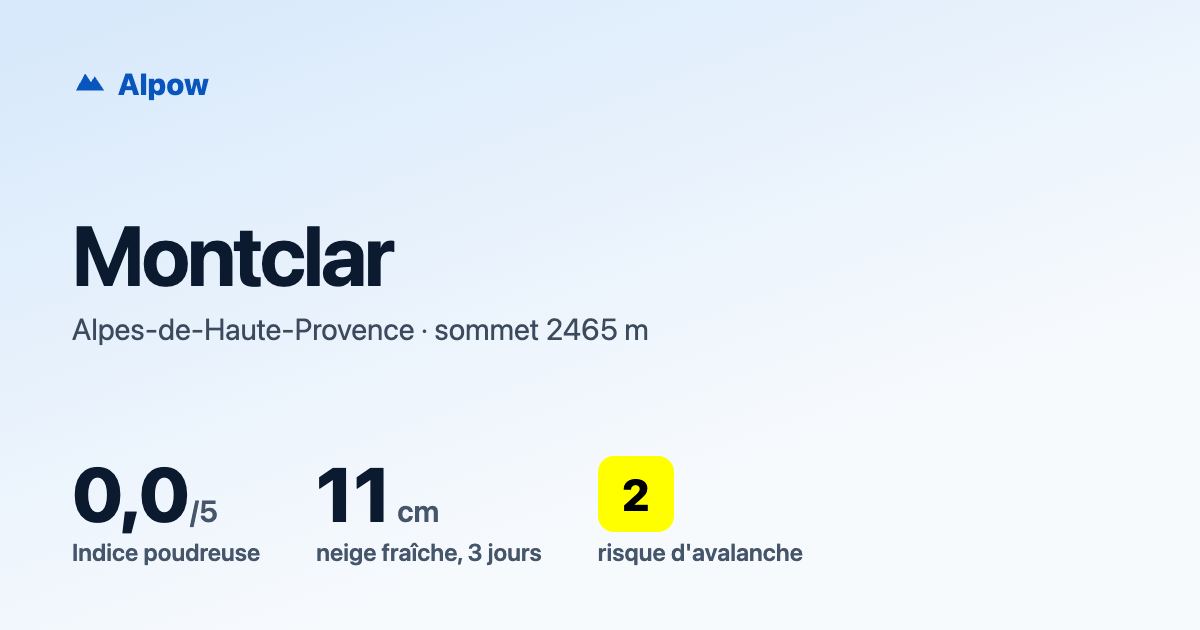 Alpow
Montclar
Alpes-de-Haute-Provence · sommet 2465 m
0,0/5
Indice poudreuse
11 cm
neige fraîche, 3 jours
2
risque d'avalanche